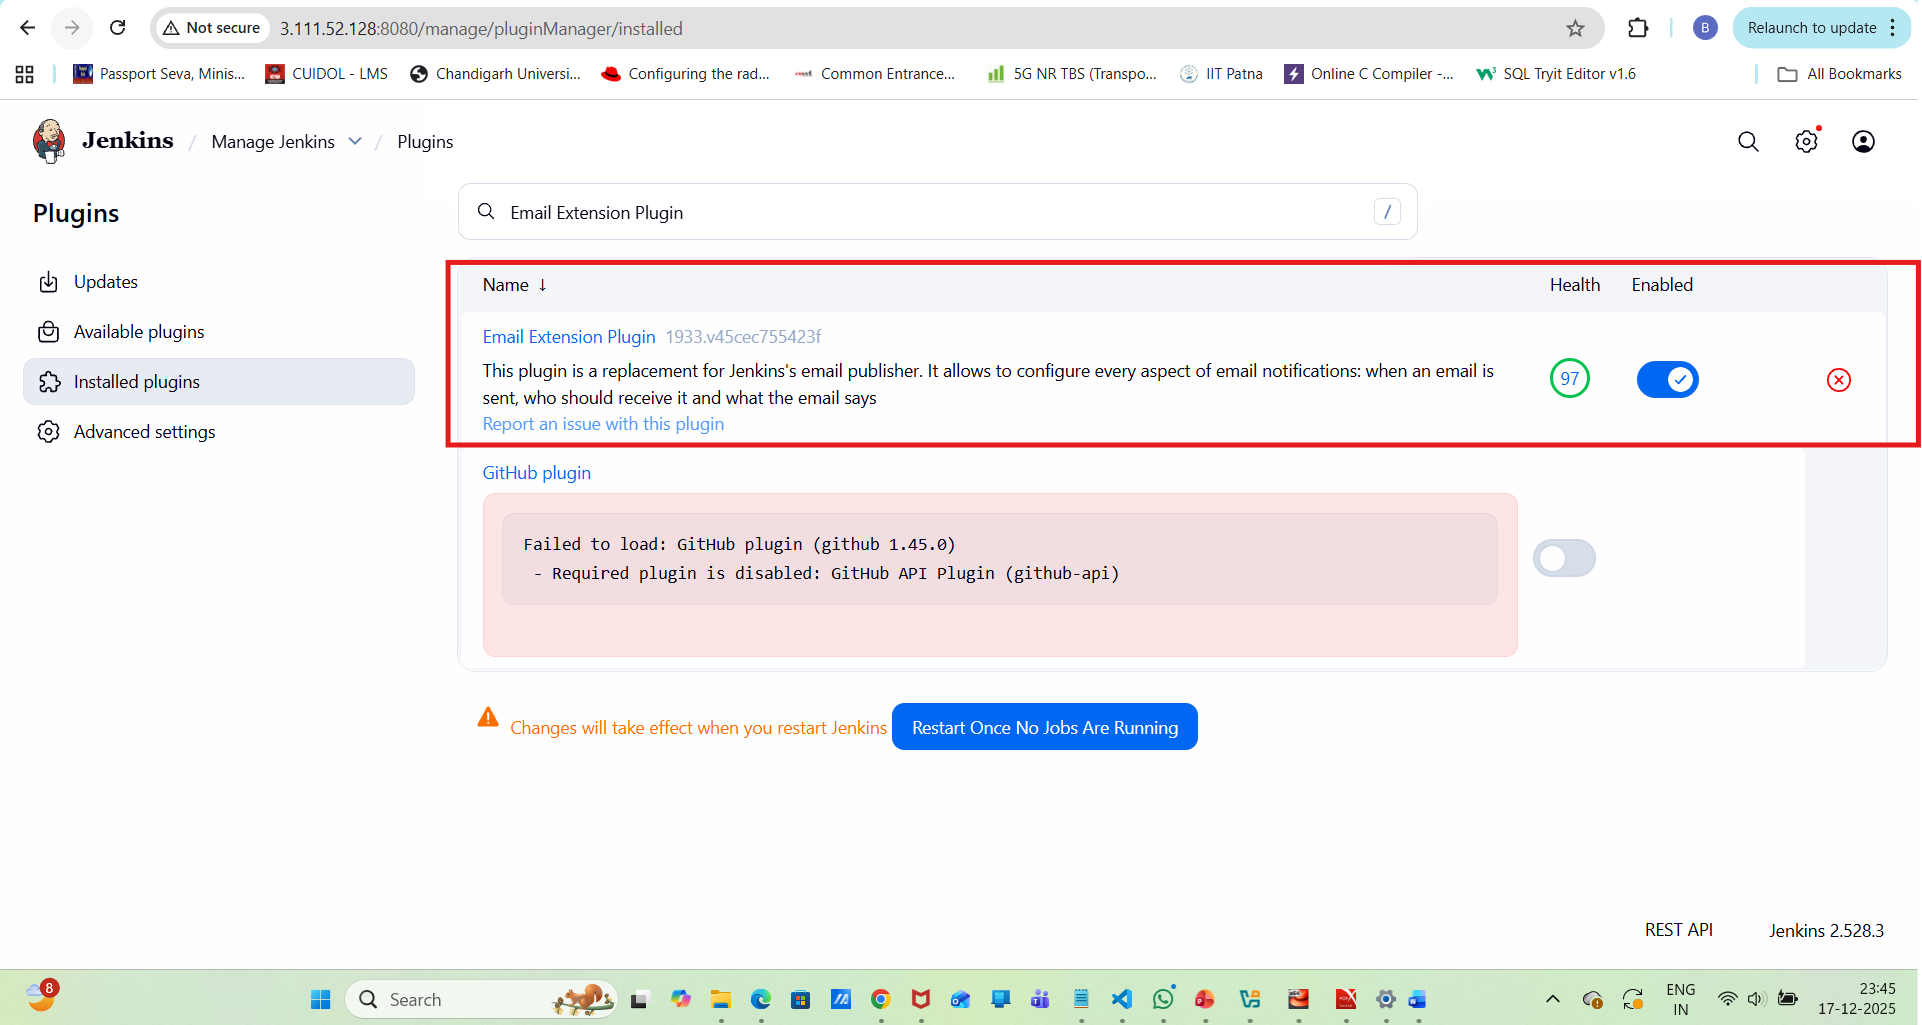 Not secure
3.111.52.128:8080/manage/pluginManager/installed
B
Relaunch to update
Passport Seva, Minis...
CUIDOL - LMS
Chandigarh Universi...
Configuring the rad...
Common Entrance...
5G NR TBS (Transpo...
IIT Patna
Online C Compiler -...
SQL Tryit Editor v1.6
All Bookmarks
Jenkins / Manage Jenkins / Plugins
Plugins
Updates
Available plugins
Installed plugins
Advanced settings
Email Extension Plugin
/
Name ↓
Health
Enabled
Email Extension Plugin 1933.v45cec755423f
This plugin is a replacement for Jenkins's email publisher. It allows to configure every aspect of email notifications: when an email is
sent, who should receive it and what the email says
Report an issue with this plugin
97
GitHub plugin
Failed to load: GitHub plugin (github 1.45.0)
- Required plugin is disabled: GitHub API Plugin (github-api)
Changes will take effect when you restart Jenkins
Restart Once No Jobs Are Running
REST API
Jenkins 2.528.3
8
Search
ENG
IN
23:45
17-12-2025